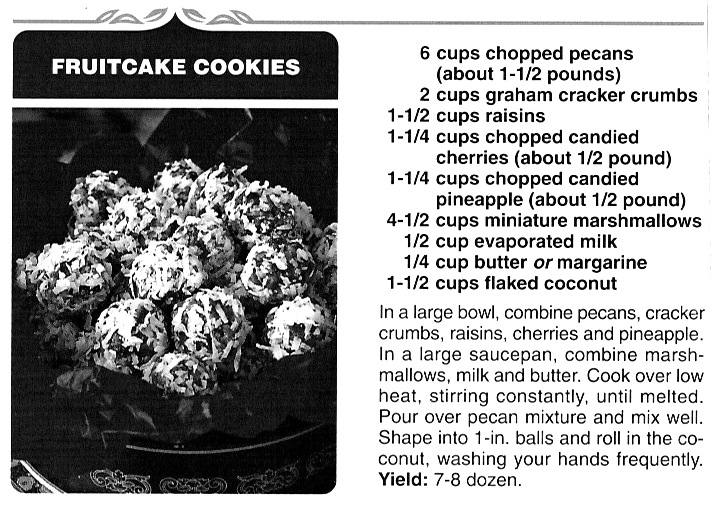 FRUITCAKE COOKIES
6 cups chopped pecans
(about 1-1/2 pounds)
2 cups graham cracker crumbs
1-1/2 cups raisins
1-1/4 cups chopped candied
cherries (about 1/2 pound)
1-1/4 cups chopped candied
pineapple (about 1/2 pound)
4-1/2 cups miniature marshmallows
1/2 cup evaporated milk
1/4 cup butter or margarine
1-1/2 cups flaked coconut
In a large bowl, combine pecans, cracker
crumbs, raisins, cherries and pineapple.
In a large saucepan, combine marsh-
mallows, milk and butter. Cook over low
heat, stirring constantly, until melted.
Pour over pecan mixture and mix well.
Shape into 1-in. balls and roll in the co-
conut, washing your hands frequently.
Yield: 7-8 dozen.